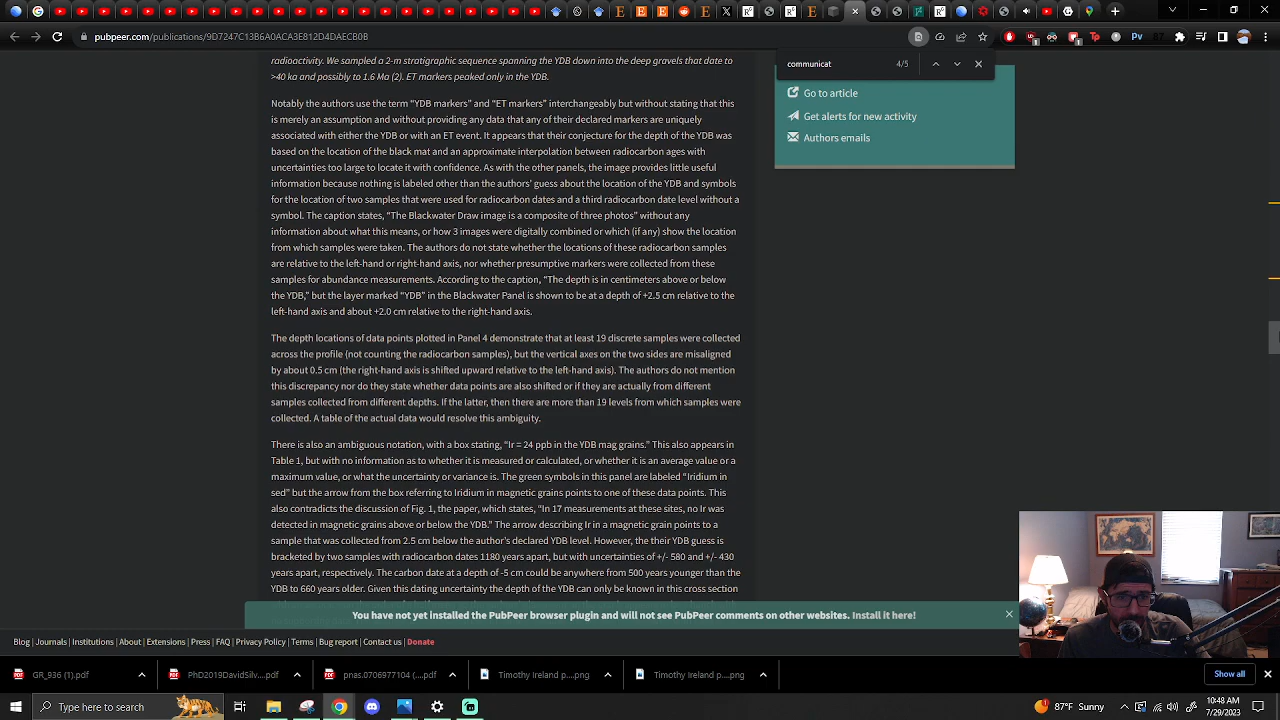 pubpeer.com/publications/9D7247C13B6A0ACA3E812D4DAECB0B
communicat
4/5
radioactivity. We sampled a 2-m stratigraphic sequence spanning the YDB down into the deep gravels that date to
>40 ka and possibly to 1.6 Ma (2). ET markers peaked only in the YDB.
Notably the authors use the term “YDB markers” and “ET markers” interchangeably but without stating that this
is merely an assumption and without providing any data that any of their declared markers are uniquely
associated with either the YDB or with an ET event. It appears that their conjecture for the depth of the YDB was
based on the location of the black mat and an approximate interpolation between radiocarbon ages with
uncertainties too large to locate it with confidence. As with the other panels, the image provides little useful
information because nothing is labeled other than the authors’ guess about the location of the YDB and symbols
for the location of two samples that were used for radiocarbon dates and a third radiocarbon date level without a
symbol. The caption states, “The Blackwater Draw image is a composite of three photos” without any
information about what this means, or how 3 images were digitally combined or which (if any) show the location
from which samples were taken. The authors do not state whether the locations of these radiocarbon samples
are relative to the left-hand or right-hand axis, nor whether presumptive markers were collected from these
samples for abundance measurements. According to the caption, “The depth is in centimeters above or below
the YDB,” but the layer marked “YDB” in the Blackwater Panel is shown to be at a depth of +2.5 cm relative to the
left-hand axis and about +2.0 cm relative to the right-hand axis.
The depth locations of data points plotted in Panel 4 demonstrate that at least 19 discrete samples were collected
across the profile (not counting the radiocarbon samples), but the vertical axes on the two sides are misaligned
by about 0.5 cm (the right-hand axis is shifted upward relative to the left-hand axis). The authors do not mention
this discrepancy nor do they state whether data points are also shifted or if they are actually from different
samples collected from different depths. If the latter, then there are more than 19 levels from which samples were
collected. A table of the actual data would resolve this ambiguity.
There is also an ambiguous notation, with a box stating, “Ir = 24 ppb in the YDB mag grains.” This also appears in
Table 1, but with no information as to whether it is measured or calculated, or whether it is an average value or a
maximum value, or what the uncertainty or variance is. The green symbols in this panel are labeled “Iridium in
sed” but the arrow from the box referring to Iridium in magnetic grains points to one of these data points. This
also contradicts the discussion of Fig. 1, the paper, which states, “In 17 measurements at these sites, no Ir was
detected in magnetic grains above or below the YDB.” The arrow describing Ir in a magnetic grain points to a
sample that was collected from 2.5 cm below the author’s declared YDB level. However, the their YDB guess is
bracketed by two samples with radiocarbon dates 1180 years apart, but with uncertainties of +/- 580 and +/- 430
years apart, respectively. The carbon date at a depth of -5 cm could be anywhere from 500 years younger than the
YDB to 660 years older. Given this dating uncertainty the depth of the YDB can only be known in this cross section
Go to article
Get alerts for new activity
Authors emails
You have not yet installed the PubPeer browser plugin and will not see PubPeer comments on other websites. Install it here!
Blog | Journals | Institutions | About | Extensions | Press | FAQ | Privacy Policy | Terms | Bug report | Contact us | Donate
GR_936 (1).pdf
PhD2019DavidSilv....pdf
pnas.0706977104 (....pdf
Timothy Ireland p....png
Timothy Ireland p....png
Show all
Type here to search
87°F
10:48 AM
7/29/2023